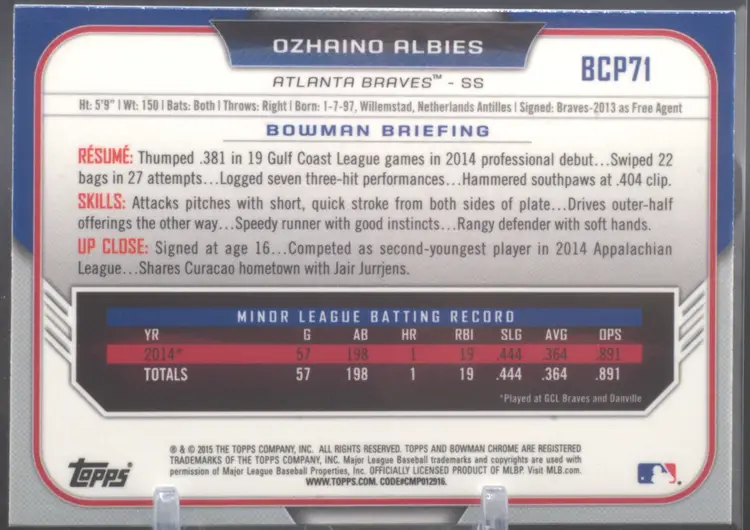 OZHAINO ALBIES
BCP71
ATLANTA BRAVES™ - SS
Ht: 5'9" | Wt: 150 | Bats: Both | Throws: Right | Born: 1-7-97, Willemstad, Netherlands Antilles | Signed: Braves-2013 as Free Agent
BOWMAN BRIEFING
RÉSUMÉ: Thumped .381 in 19 Gulf Coast League games in 2014 professional debut...Swiped 22
bags in 27 attempts...Logged seven three-hit performances...Hammered southpaws at .404 clip.
SKILLS: Attacks pitches with short, quick stroke from both sides of plate...Drives outer-half
offerings the other way...Speedy runner with good instincts...Rangy defender with soft hands.
UP CLOSE: Signed at age 16...Competed as second-youngest player in 2014 Appalachian
League...Shares Curacao hometown with Jair Jurrjens.
MINOR LEAGUE BATTING RECORD
YR G AB HR RBI SLG AVG OPS
2014* 57 198 1 19 .444 .364 .891
TOTALS 57 198 1 19 .444 .364 .891
*Played at GCL Braves and Danville
® & © 2015 THE TOPPS COMPANY, INC. ALL RIGHTS RESERVED. TOPPS AND BOWMAN CHROME ARE REGISTERED
TRADEMARKS OF THE TOPPS COMPANY, INC. Major League Baseball trademarks and copyrights are used with
permission of Major League Baseball Properties, Inc. OFFICIALLY LICENSED PRODUCT OF MLBP. Visit MLB.com.
WWW.TOPPS.COM. CODE#CMP012916.
Topps®